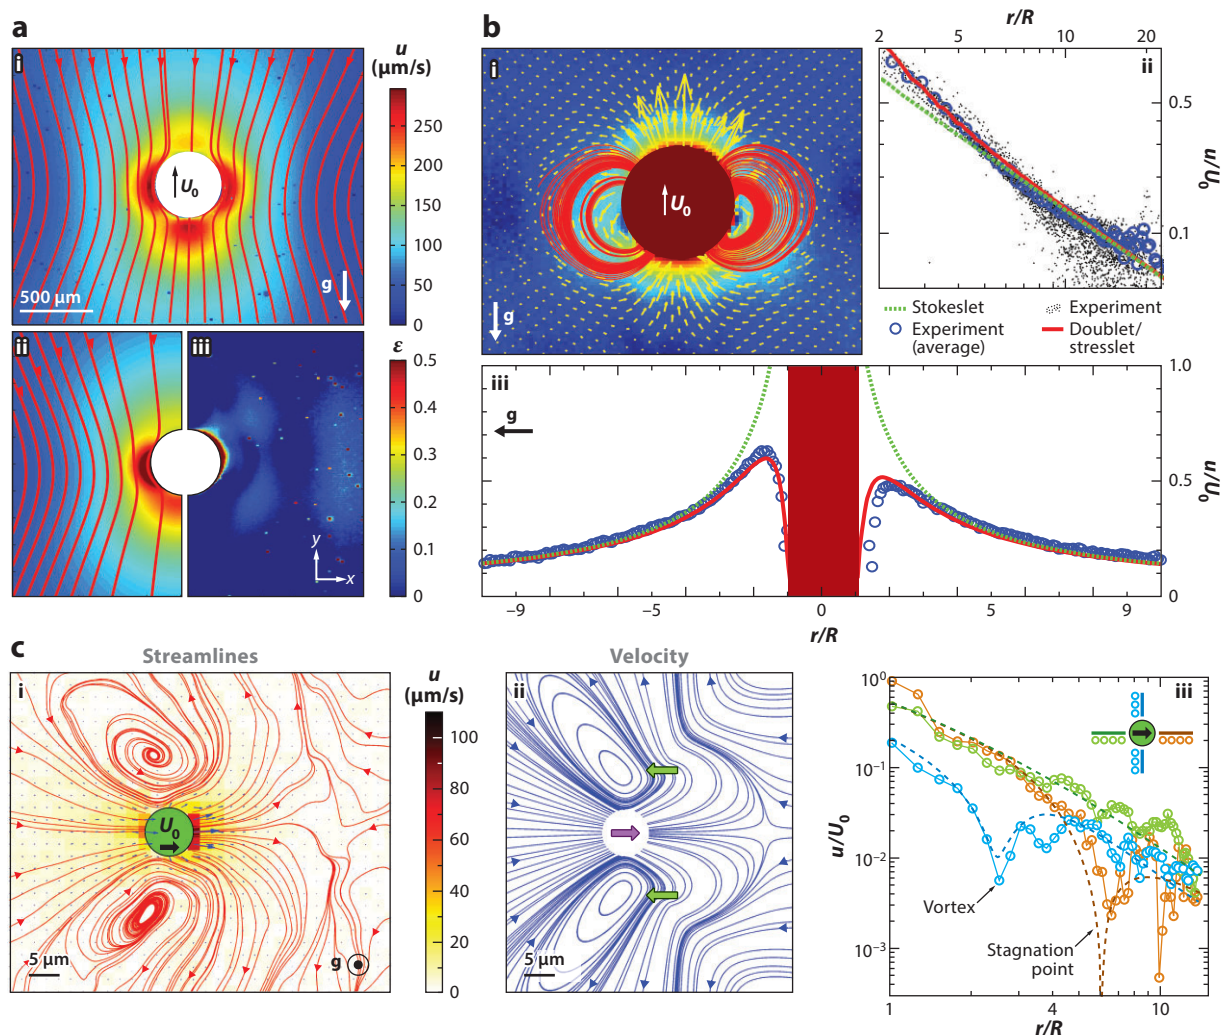 a
i
u
(µm/s)
250
200
150
100
50
0
U₀
500 µm
g
ii
iii
ε
0.5
0.4
0.3
0.2
0.1
0
y
x
b
i
U₀
g
r/R
2
5
10
20
ii
0.5
0.1
u/U₀
Stokeslet
Experiment
(average)
Experiment
Doublet/
stresslet
iii
g
1.0
0.5
0
u/U₀
–9
–5
0
5
9
r/R
c
Streamlines
i
U₀
5 µm
g
u
(µm/s)
100
80
60
40
20
0
Velocity
ii
5 µm
iii
10⁰
10⁻¹
10⁻²
10⁻³
u/U₀
Vortex
Stagnation
point
1
2
4
10
r/R